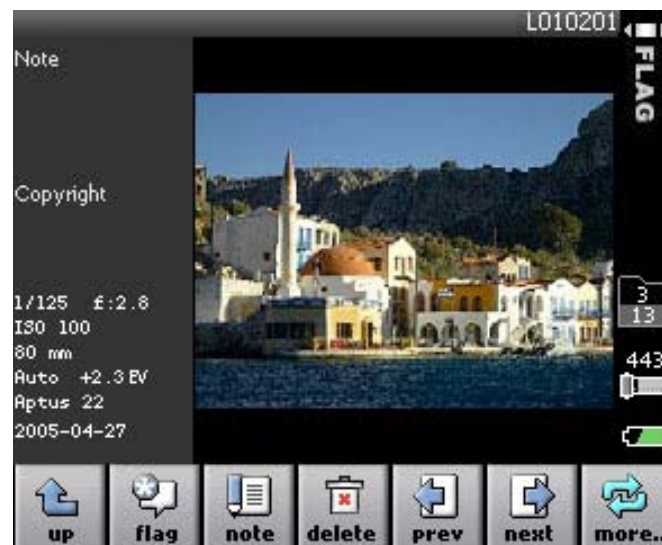 L010201
FLAG
Note
Copyright
1/125 f:2.8
ISO 100
80 mm
Auto +2.3 EV
Aptus 22
2005-04-27
3
13
443
up
flag
note
delete
prev
next
more..